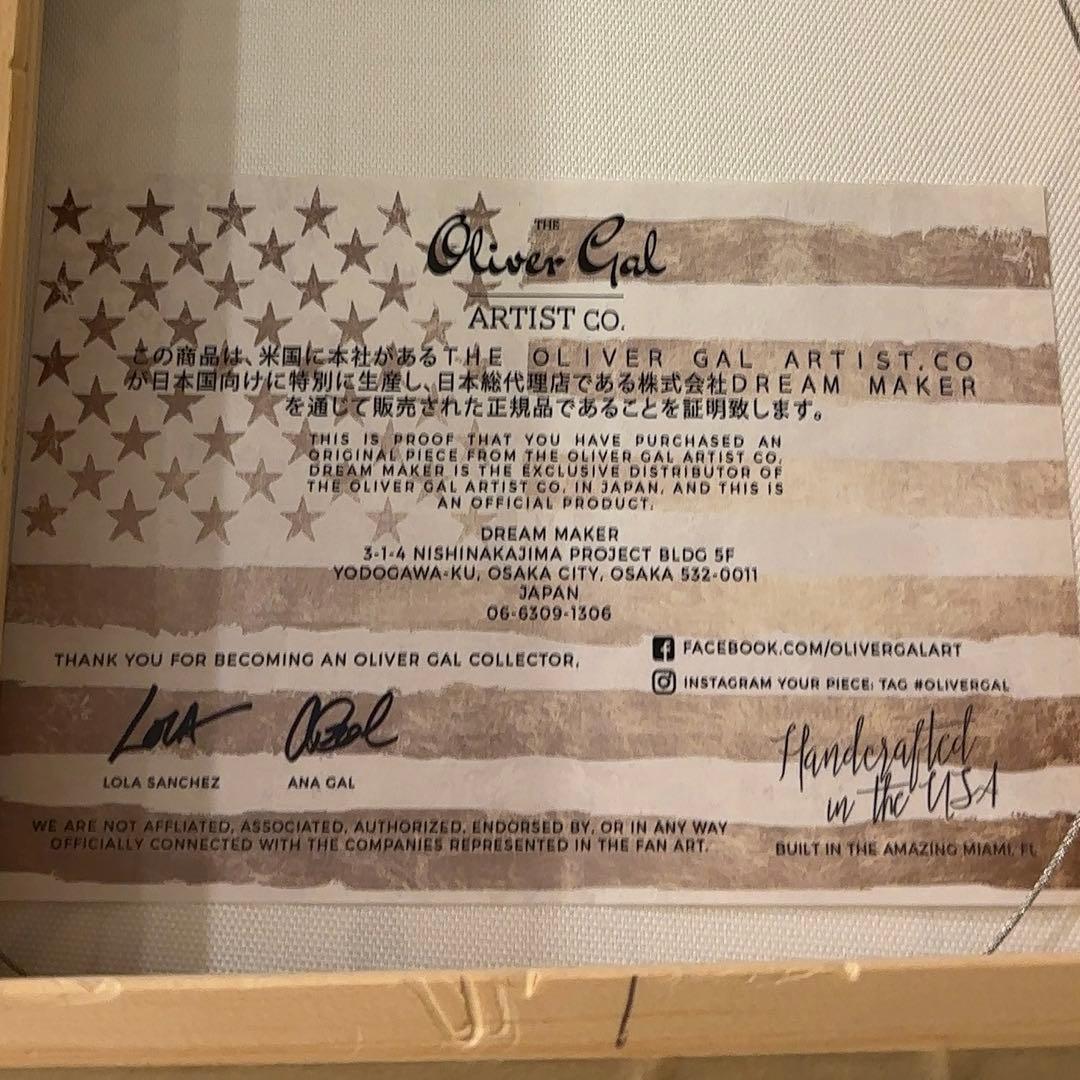 THE
Oliver Gal
ARTIST CO.
この商品は、米国に本社があるTHE OLIVER GAL ARTIST.CO
が日本国向けに特別に生産し、日本総代理店である株式会社DREAM MAKER
を通じて販売された正規品であることを証明致します。
THIS IS PROOF THAT YOU HAVE PURCHASED AN
ORIGINAL PIECE FROM THE OLIVER GAL ARTIST CO.
DREAM MAKER IS THE EXCLUSIVE DISTRIBUTOR OF
THE OLIVER GAL ARTIST CO. IN JAPAN, AND THIS IS
AN OFFICIAL PRODUCT.
DREAM MAKER
3-1-4 NISHINAKAJIMA PROJECT BLDG 5F
YODOGAWA-KU, OSAKA CITY, OSAKA 532-0011
JAPAN
06-6309-1306
THANK YOU FOR BECOMING AN OLIVER GAL COLLECTOR,
FACEBOOK.COM/OLIVERGALART
INSTAGRAM YOUR PIECE: TAG #OLIVERGAL
LOLA
LOLA SANCHEZ
ANA GAL
Handcrafted
in the USA
WE ARE NOT AFFLIATED, ASSOCIATED, AUTHORIZED, ENDORSED BY, OR IN ANY WAY
OFFICIALLY CONNECTED WITH THE COMPANIES REPRESENTED IN THE FAN ART.
BUILT IN THE AMAZING MIAMI, FL